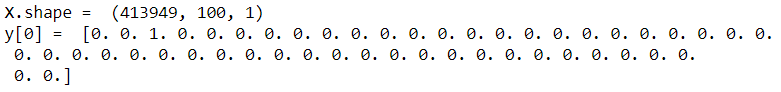 X.shape =  (413949, 100, 1)
y[0] =  [0. 0. 1. 0. 0. 0. 0. 0. 0. 0. 0. 0. 0. 0. 0. 0. 0. 0. 0. 0. 0. 0. 0. 0.
0. 0. 0. 0. 0. 0. 0. 0. 0. 0. 0. 0. 0. 0. 0. 0. 0. 0. 0. 0. 0. 0. 0. 0.
0. 0.]